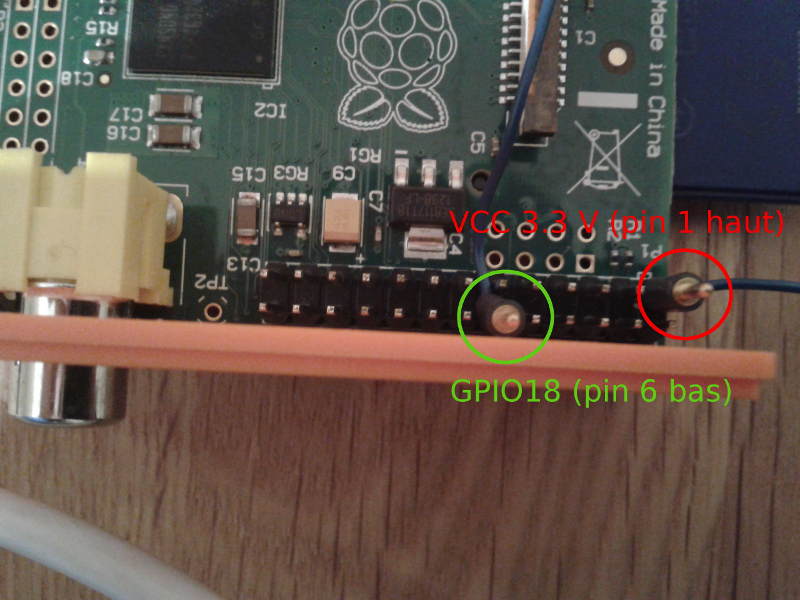 R15
C18
C17
C16
IC2
C1
Made in China
C5
RG1
C15
RG3
C9
C7
C4
C13
TP2
P1
VCC 3.3 V (pin 1 haut)
GPIO18 (pin 6 bas)